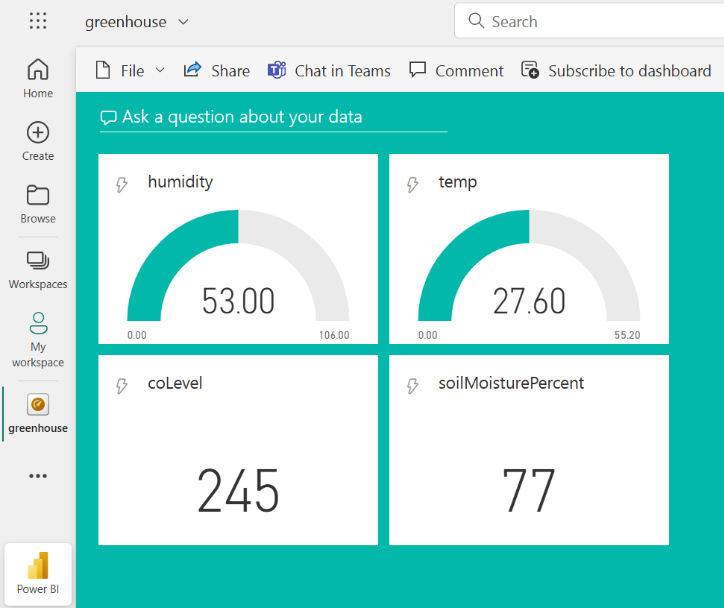 greenhouse
Search
Home
Create
Browse
Workspaces
My
workspace
greenhouse
Power BI
File
Share
Chat in Teams
Comment
Subscribe to dashboard
Ask a question about your data
humidity
53.00
0.00
106.00
temp
27.60
0.00
55.20
coLevel
245
soilMoisturePercent
77